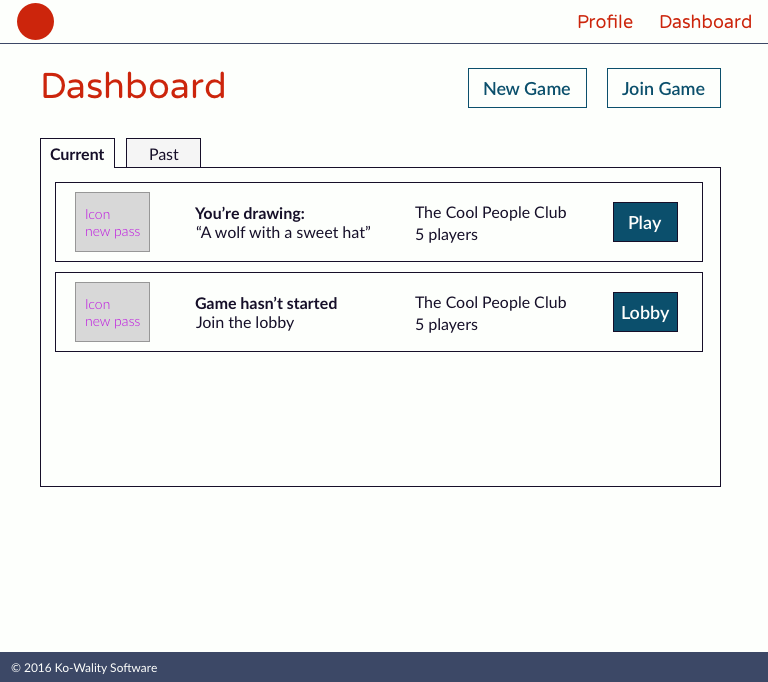 Profile Dashboard
Dashboard
New Game
Join Game
Current
Past
Icon
new pass
You’re drawing:
“A wolf with a sweet hat”
The Cool People Club
5 players
Play
Icon
new pass
Game hasn’t started
Join the lobby
The Cool People Club
5 players
Lobby
© 2016 Ko-Wality Software